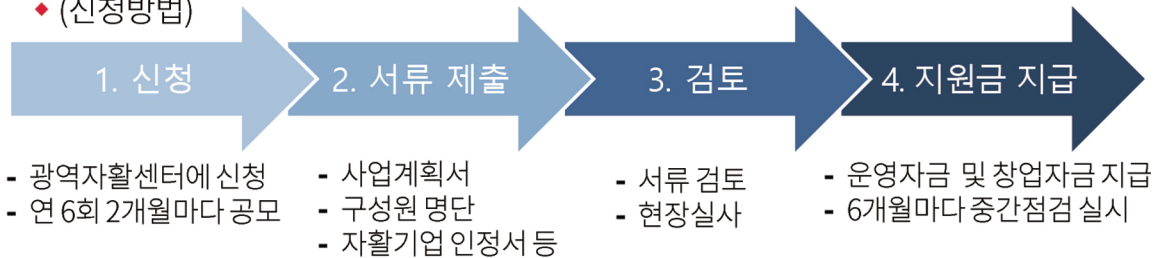 ◆ (신청방법)
1. 신청
2. 서류 제출
3. 검토
4. 지원금 지급
- 광역자활센터에 신청
- 연 6회 2개월마다 공모
- 사업계획서
- 구성원 명단
- 자활기업 인정서 등
- 서류 검토
- 현장실사
- 운영자금 및 창업자금 지급
- 6개월마다 중간점검 실시